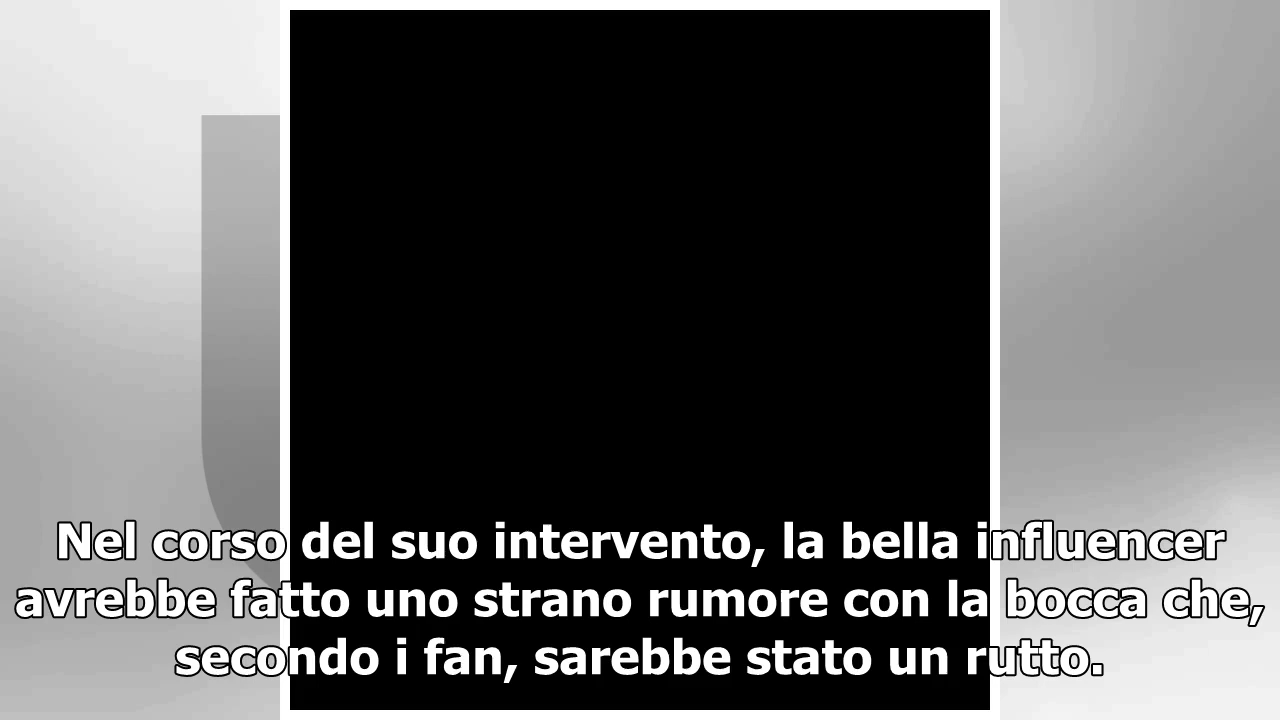 Nel corso del suo intervento, la bella influencer
avrebbe fatto uno strano rumore con la bocca che,
secondo i fan, sarebbe stato un rutto.